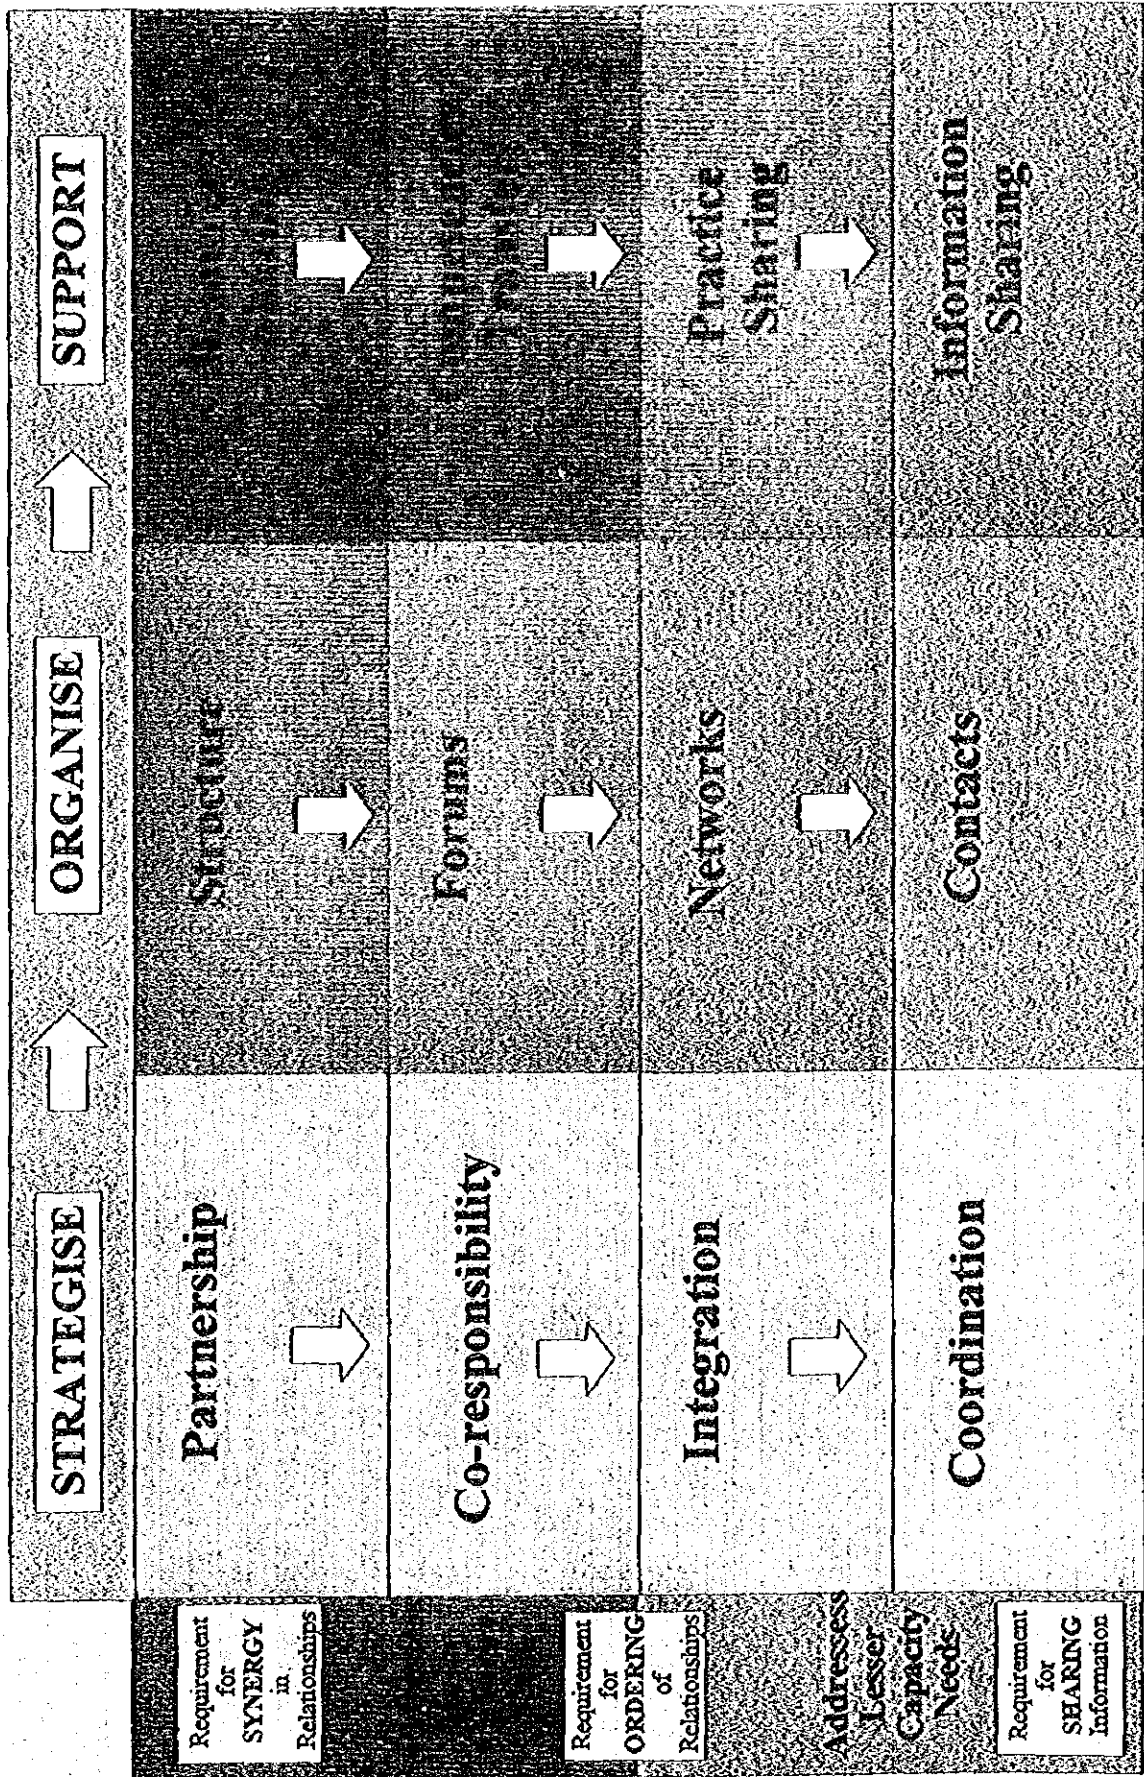 STRATEGISE
ORGANISE
SUPPORT
Requirement
for
SYNERGY
in
Relationships
Partnership
Structure
Co-responsibility
Forums
Requirement
for
ORDERING
of
Relationships
Integration
Networks
Practice
Sharing
Addresses
Lesser
Capacity
Needs
Requirement
for
SHARING
Information
Coordination
Contacts
Information
Sharing